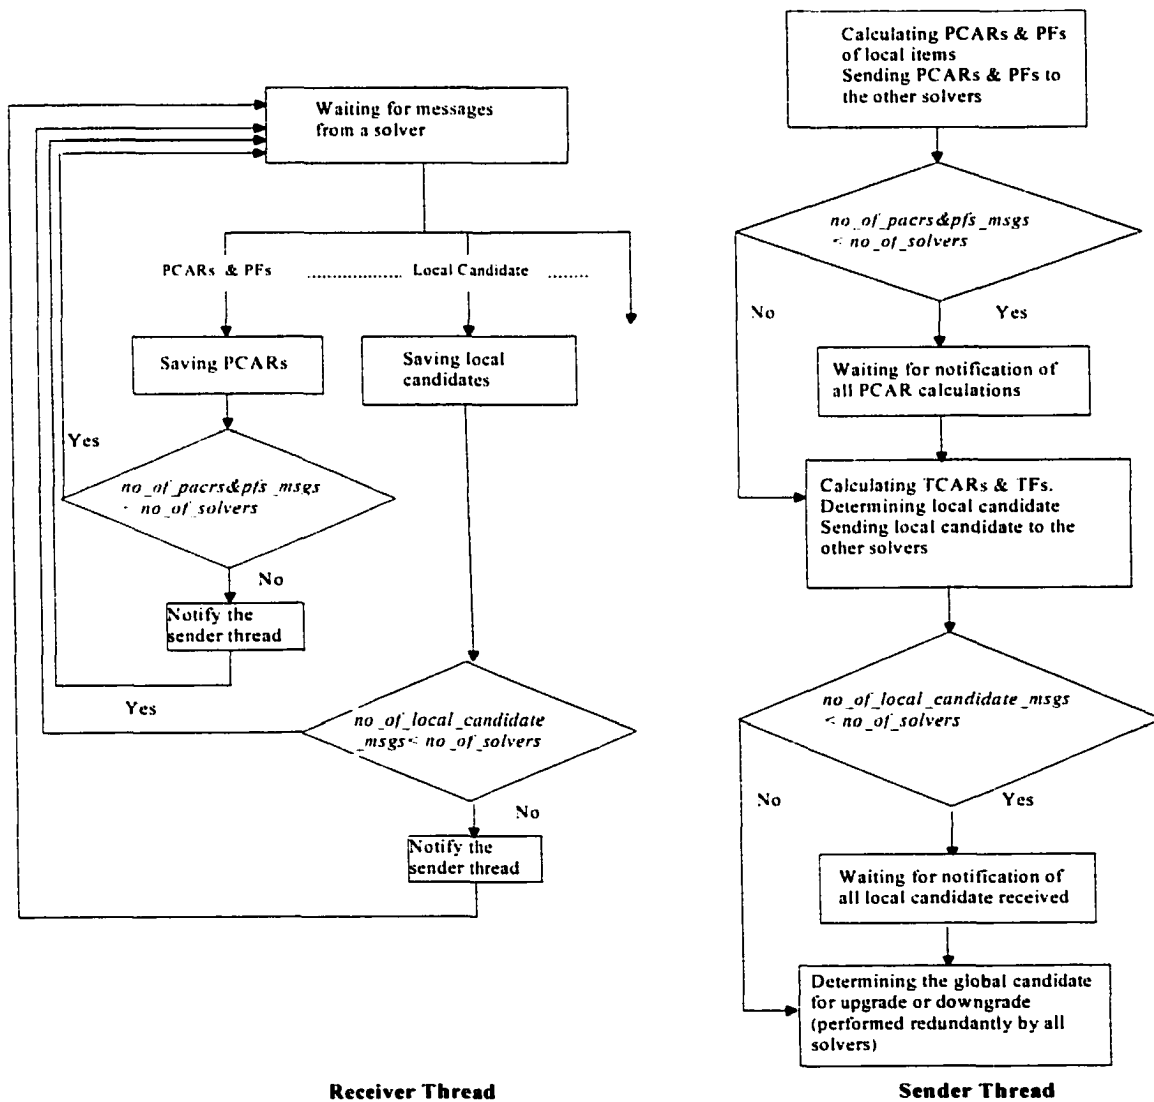 Waiting for messages
from a solver
PCARs & PFs ........................ Local Candidate ........
Saving PCARs
Saving local
candidates
Yes
no_of_pacrs&pfs_msgs
< no_of_solvers
No
Notify the
sender thread
Yes
no_of_local_candidate
_msgs< no_of_solvers
No
Notify the
sender thread
Receiver Thread
Calculating PCARs & PFs
of local items
Sending PCARs & PFs to
the other solvers
no_of_pacrs&pfs_msgs
< no_of_solvers
No
Yes
Waiting for notification of
all PCAR calculations
Calculating TCARs & TFs.
Determining local candidate
Sending local candidate to the
other solvers
no_of_local_candidate_msgs
< no_of_solvers
No
Yes
Waiting for notification of
all local candidate received
Determining the global candidate
for upgrade or downgrade
(performed redundantly by all
solvers)
Sender Thread